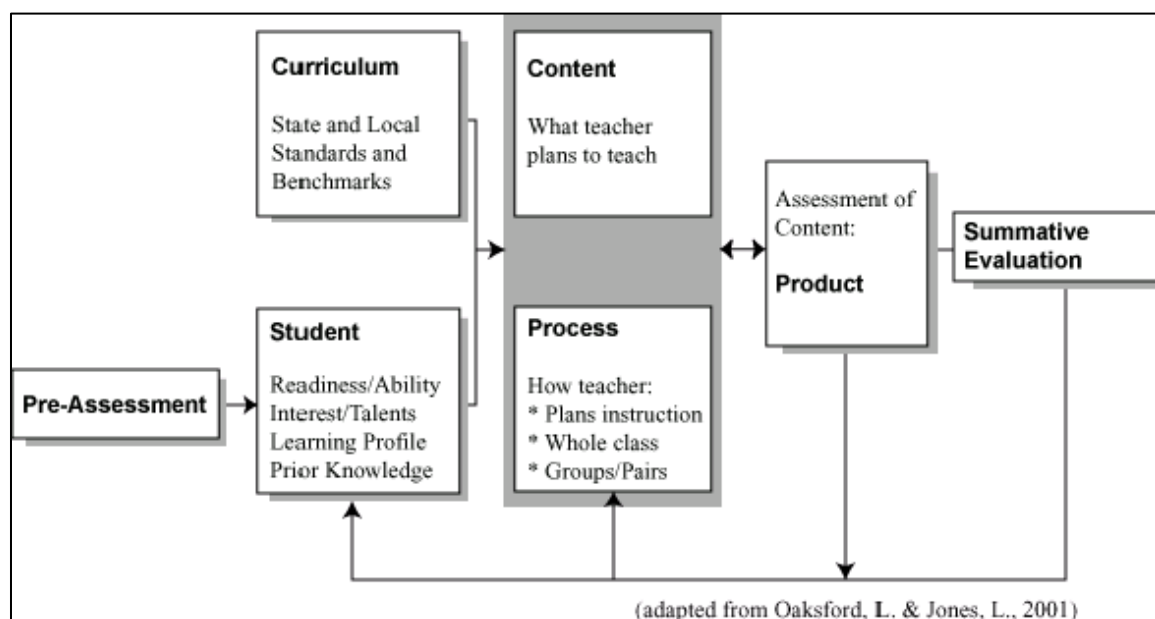 Curriculum
State and Local
Standards and
Benchmarks
Content
What teacher
plans to teach
Assessment of
Content:
Product
Summative
Evaluation
Pre-Assessment
Student
Readiness/Ability
Interest/Talents
Learning Profile
Prior Knowledge
Process
How teacher:
* Plans instruction
* Whole class
* Groups/Pairs
(adapted from Oaksford, L. & Jones, L., 2001)